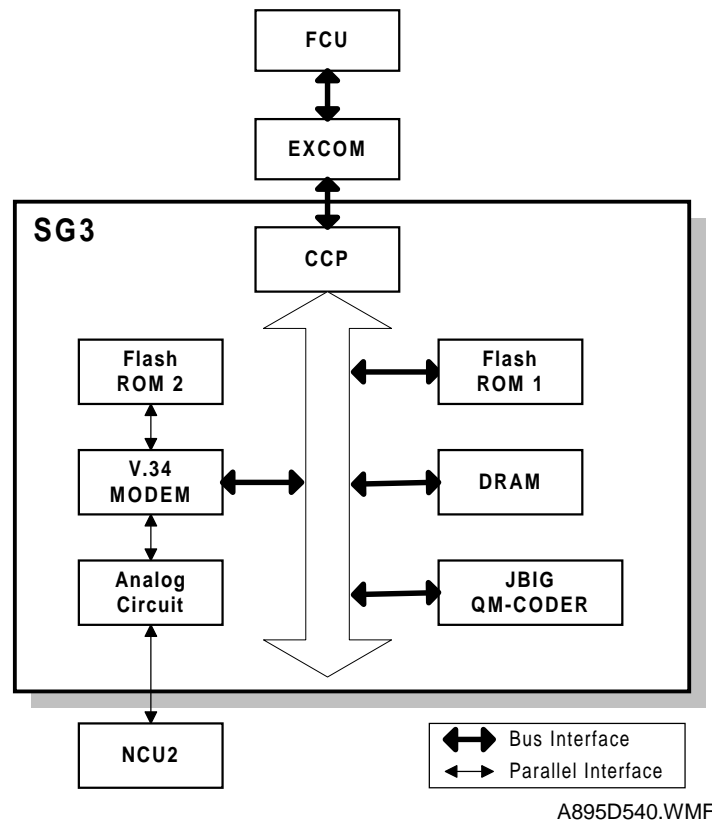 FCU
EXCOM
SG3
CCP
Flash
ROM 2
Flash
ROM 1
V.34
MODEM
DRAM
Analog
Circuit
JBIG
QM-CODER
NCU2
Bus Interface
Parallel Interface
A895D540.WMF